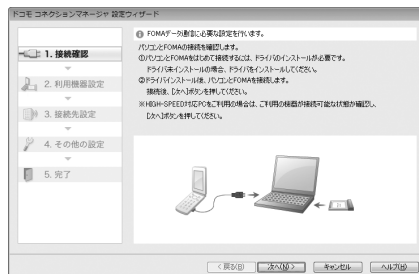 ドコモ コネクションマネージャ 設定ウィザード
FOMAデータ通信に必要な設定を行います。
1. 接続確認
2. 利用機器設定
3. 接続先設定
4. その他の設定
5. 完了
パソコンとFOMAの接続を確認します。
①パソコンとFOMAをはじめて接続するには、ドライバのインストールが必要です。
ドライバ未インストールの場合、ドライバをインストールしてください。
②ドライバインストール後、パソコンとFOMAを接続します。
接続後、[次へ]ボタンを押してください。
※HIGH-SPEED対応PCをご利用の場合は、ご利用の機器が接続可能な状態か確認し、
[次へ]ボタンを押してください。
< 戻る(B)
次へ(N) >
キャンセル
ヘルプ(H)